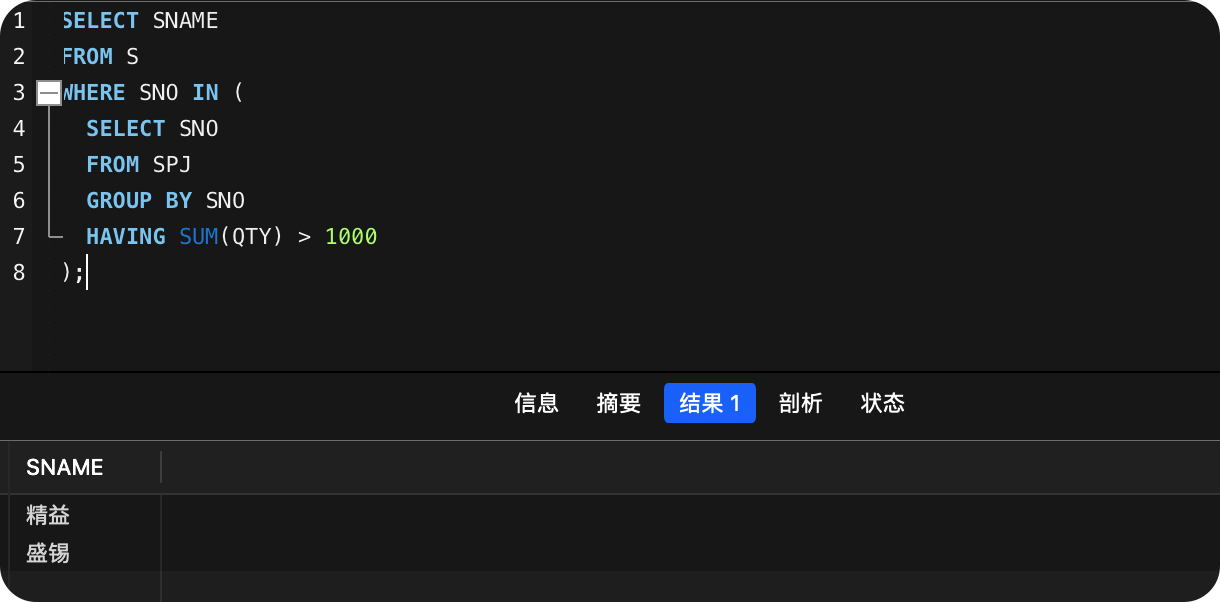 1 SELECT SNAME
2 FROM S
3 WHERE SNO IN (
4 SELECT SNO
5 FROM SPJ
6 GROUP BY SNO
7 HAVING SUM(QTY) > 1000
8 );
信息 摘要 结果 1 剖析 状态
SNAME
精益
盛锡